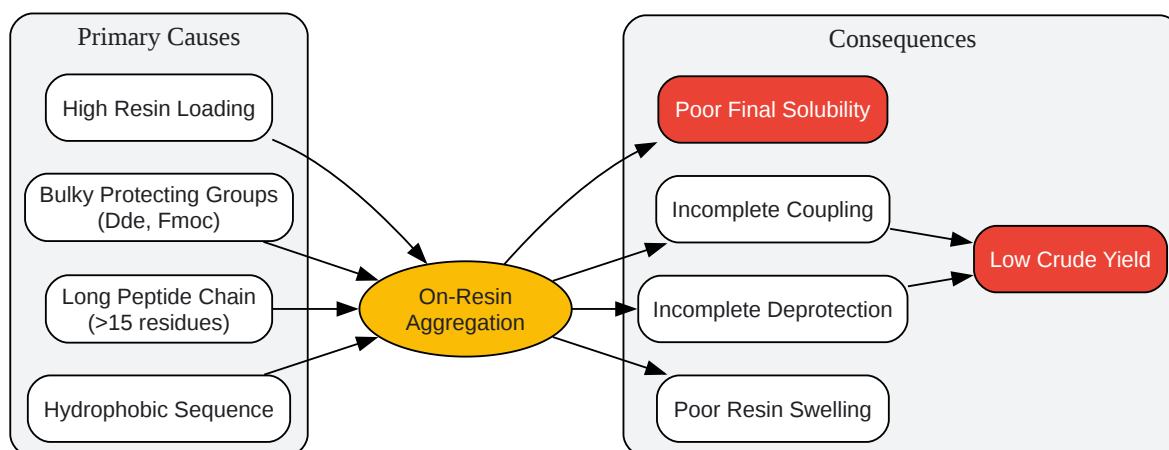 Primary Causes
High Resin Loading
Bulky Protecting Groups
(Dde, Fmoc)
Long Peptide Chain
(>15 residues)
Hydrophobic Sequence
On-Resin
Aggregation
Consequences
Poor Final Solubility
Incomplete Coupling
Incomplete Deprotection
Poor Resin Swelling
Low Crude Yield